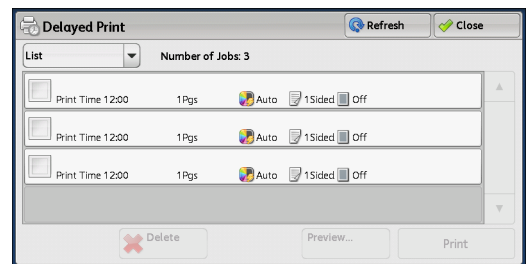 Delayed Print Refresh Close
List Number of Jobs: 3
Print Time 12:00 1Pgs Auto 1Sided Off
Print Time 12:00 1Pgs Auto 1Sided Off
Print Time 12:00 1Pgs Auto 1Sided Off
Delete Preview... Print